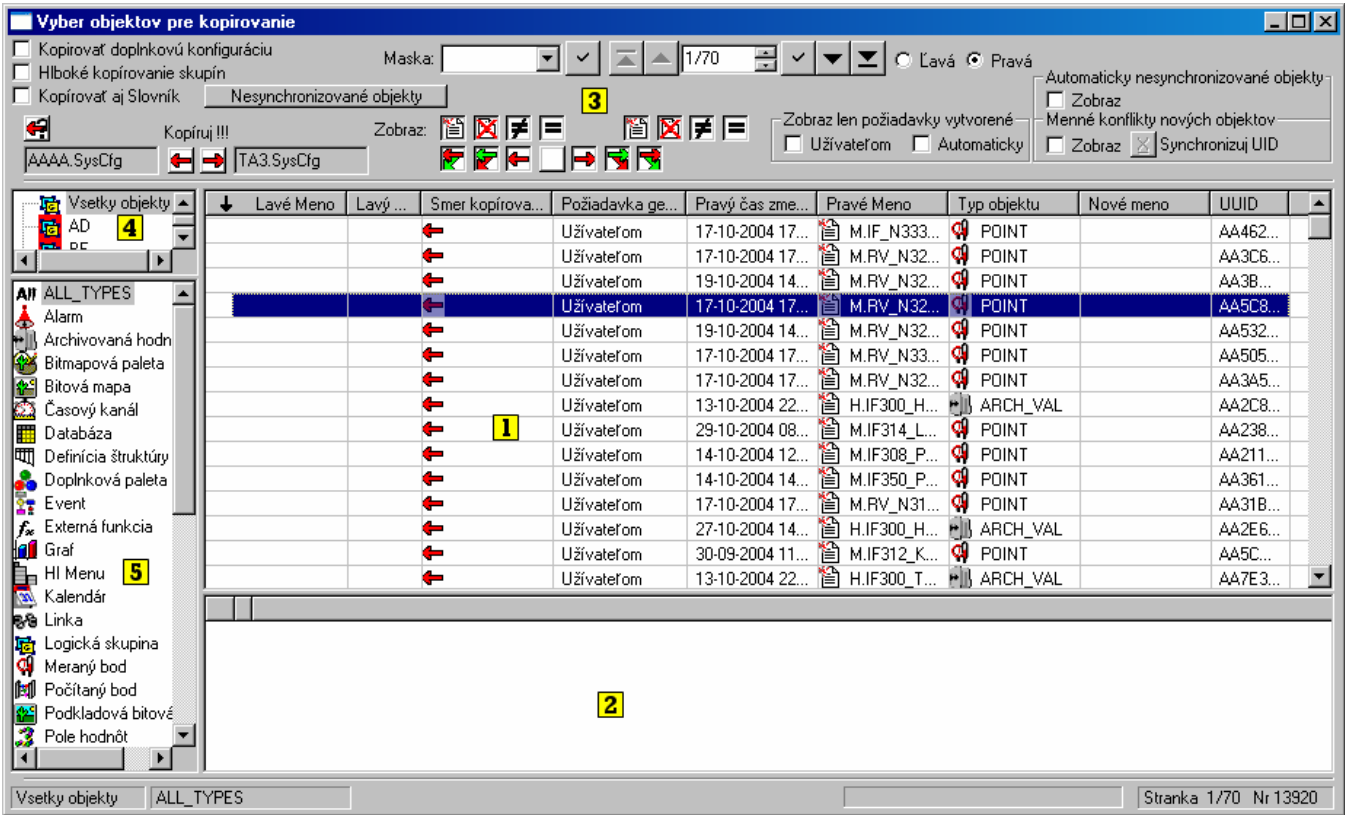 Vyber objektov pre kopirovanie
Kopirovať doplnkovú konfiguráciu
Hlboké kopírovanie skupín
Kopírovať aj Slovník
Nesynchronizované objekty
Maska:
1/70
Ľavá
Pravá
3
Automaticky nesynchronizované objekty
Zobraz
Kopíruj !!!
AAAA.SysCfg
TA3.SysCfg
Zobraz:
Zobraz len požiadavky vytvorené
Užívateľom
Automaticky
Menné konflikty nových objektov
Zobraz
Synchronizuj UID
Vsetky objekty
AD
4
Lavé Meno Lavý ... Smer kopírova... Požiadavka ge... Pravý čas zme... Pravé Meno Typ objektu Nové meno UUID
Užívateľom 17-10-2004 17... M.IF_N333... POINT AA462...
Užívateľom 17-10-2004 17... M.RV_N32... POINT AA3C6...
Užívateľom 19-10-2004 14... M.RV_N32... POINT AA3B...
Užívateľom 17-10-2004 17... M.RV_N32... POINT AA5C8...
Užívateľom 19-10-2004 14... M.RV_N32... POINT AA532...
Užívateľom 17-10-2004 17... M.RV_N33... POINT AA505...
Užívateľom 17-10-2004 17... M.RV_N32... POINT AA3A5...
Užívateľom 13-10-2004 22... H.IF300_H... ARCH_VAL AA2C8...
1
Užívateľom 29-10-2004 08... M.IF314_L... POINT AA238...
Užívateľom 14-10-2004 12... M.IF308_P... POINT AA211...
Užívateľom 14-10-2004 14... M.IF350_P... POINT AA361...
Užívateľom 17-10-2004 17... M.RV_N31... POINT AA31B...
Užívateľom 27-10-2004 14... H.IF300_H... ARCH_VAL AA2E6...
Užívateľom 30-09-2004 11... M.IF312_K... POINT AA5C...
Užívateľom 13-10-2004 22... H.IF300_T... ARCH_VAL AA7E3...
All ALL_TYPES
Alarm
Archivovaná hodn
Bitmapová paleta
Bitová mapa
Časový kanál
Databáza
Definícia štruktúry
Doplnková paleta
Event
Externá funkcia
Graf
HI Menu
5
Kalendár
Linka
Logická skupina
Meraný bod
Počítaný bod
Podkladová bitová
Pole hodnôt
2
Vsetky objekty
ALL_TYPES
Stranka 1/70 Nr 13920